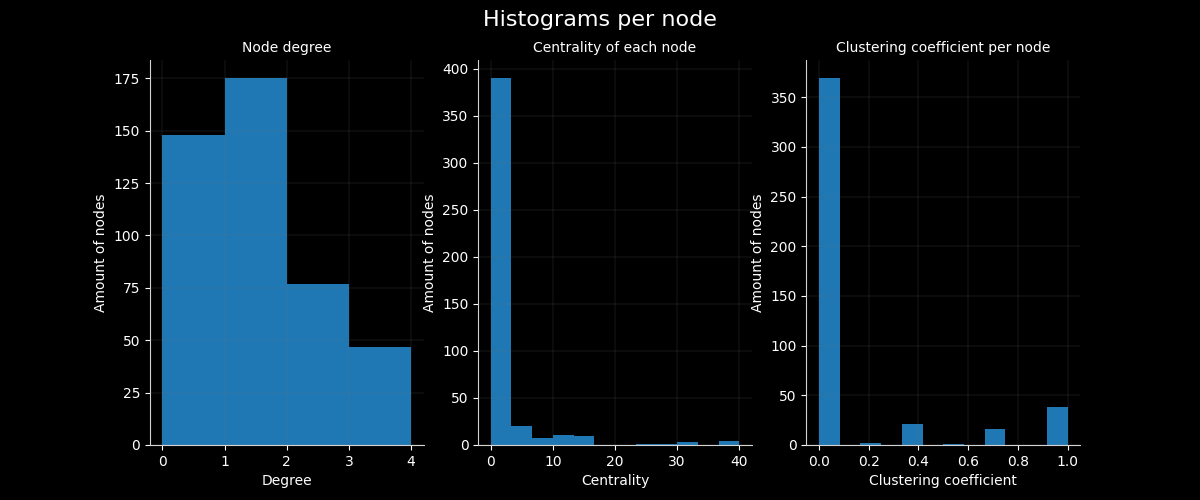 Histograms per node
Node degree
Amount of nodes
175
150
125
100
75
50
25
0
0 1 2 3 4
Degree
Centrality of each node
Amount of nodes
400
350
300
250
200
150
100
50
0
0 10 20 30 40
Centrality
Clustering coefficient per node
Amount of nodes
350
300
250
200
150
100
50
0
0.0 0.2 0.4 0.6 0.8 1.0
Clustering coefficient